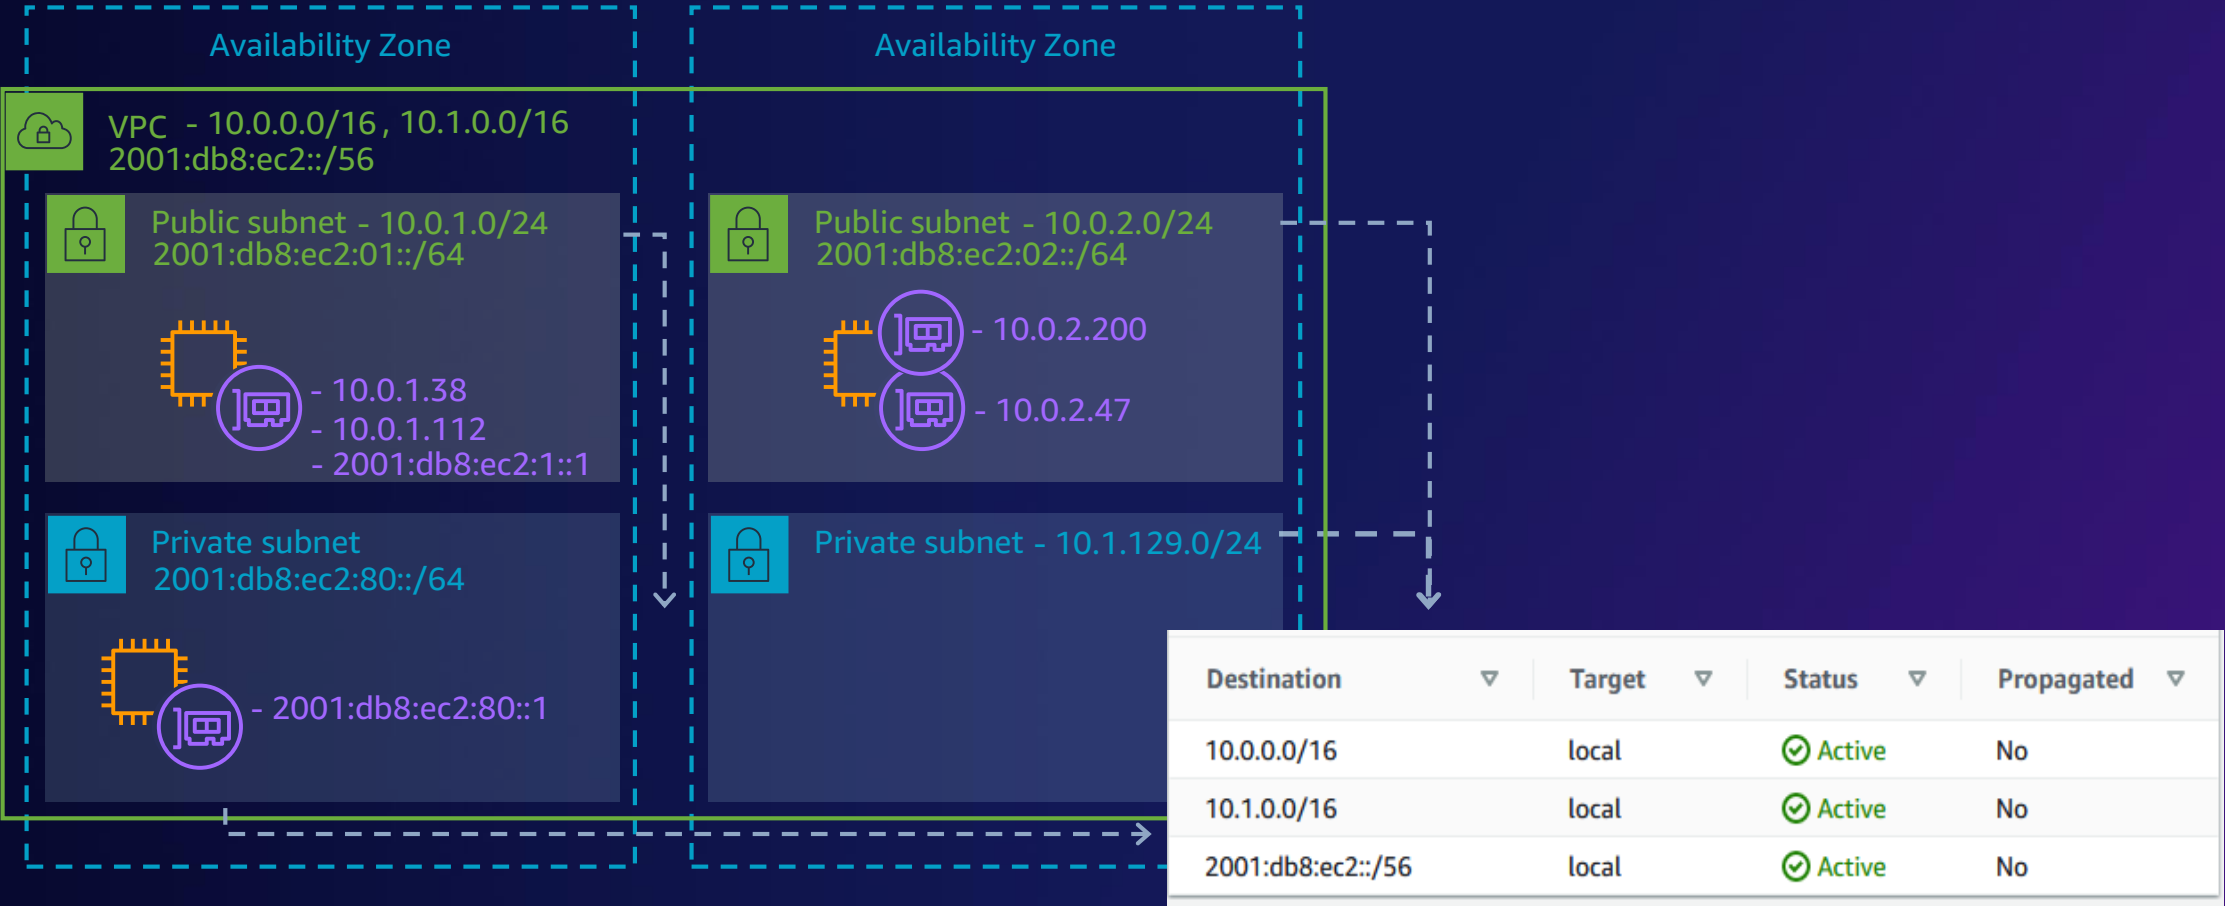 Availability Zone
Availability Zone
VPC - 10.0.0.0/16 , 10.1.0.0/16
2001:db8:ec2::/56
Public subnet - 10.0.1.0/24
2001:db8:ec2:01::/64
- 10.0.1.38
- 10.0.1.112
- 2001:db8:ec2:1::1
Public subnet - 10.0.2.0/24
2001:db8:ec2:02::/64
- 10.0.2.200
- 10.0.2.47
Private subnet
2001:db8:ec2:80::/64
- 2001:db8:ec2:80::1
Private subnet - 10.1.129.0/24
Destination Target Status Propagated
10.0.0.0/16 local Active No
10.1.0.0/16 local Active No
2001:db8:ec2::/56 local Active No